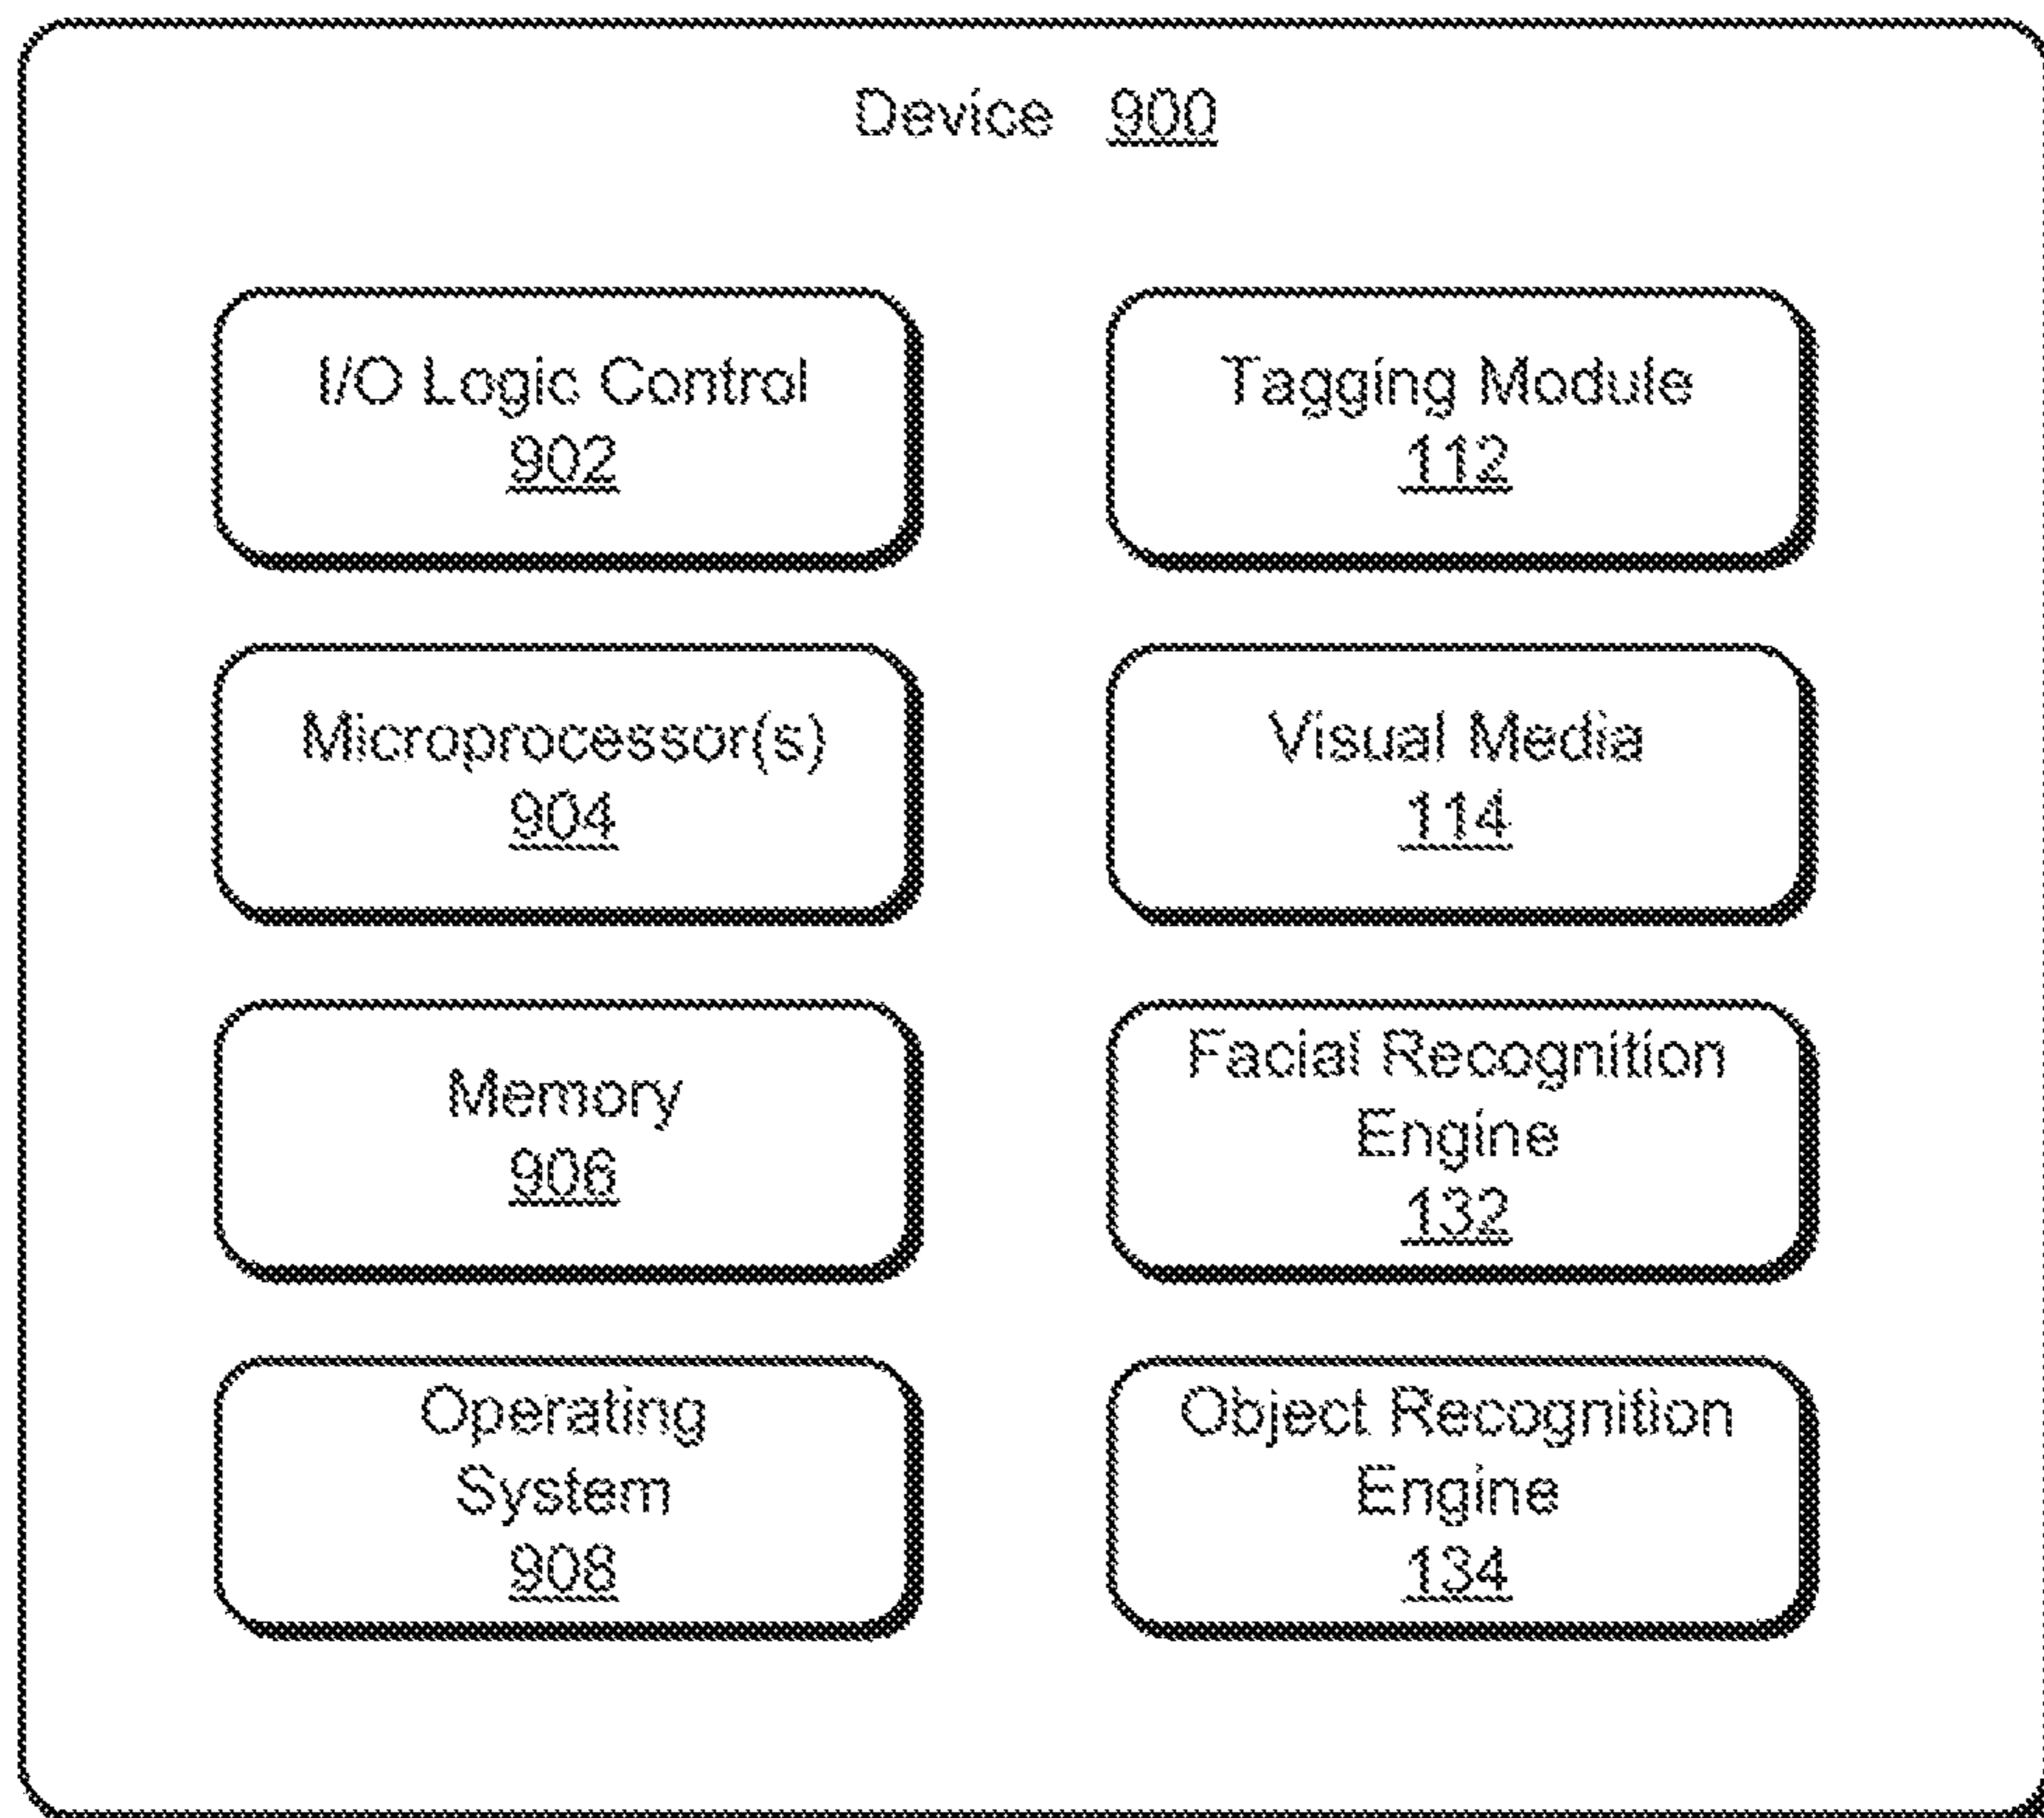 Device 900
I/O Logic Control
902
Tagging Module
112
Microprocessor(s)
904
Visual Media
114
Memory
906
Facial Recognition
Engine
132
Operating
System
908
Object Recognition
Engine
134